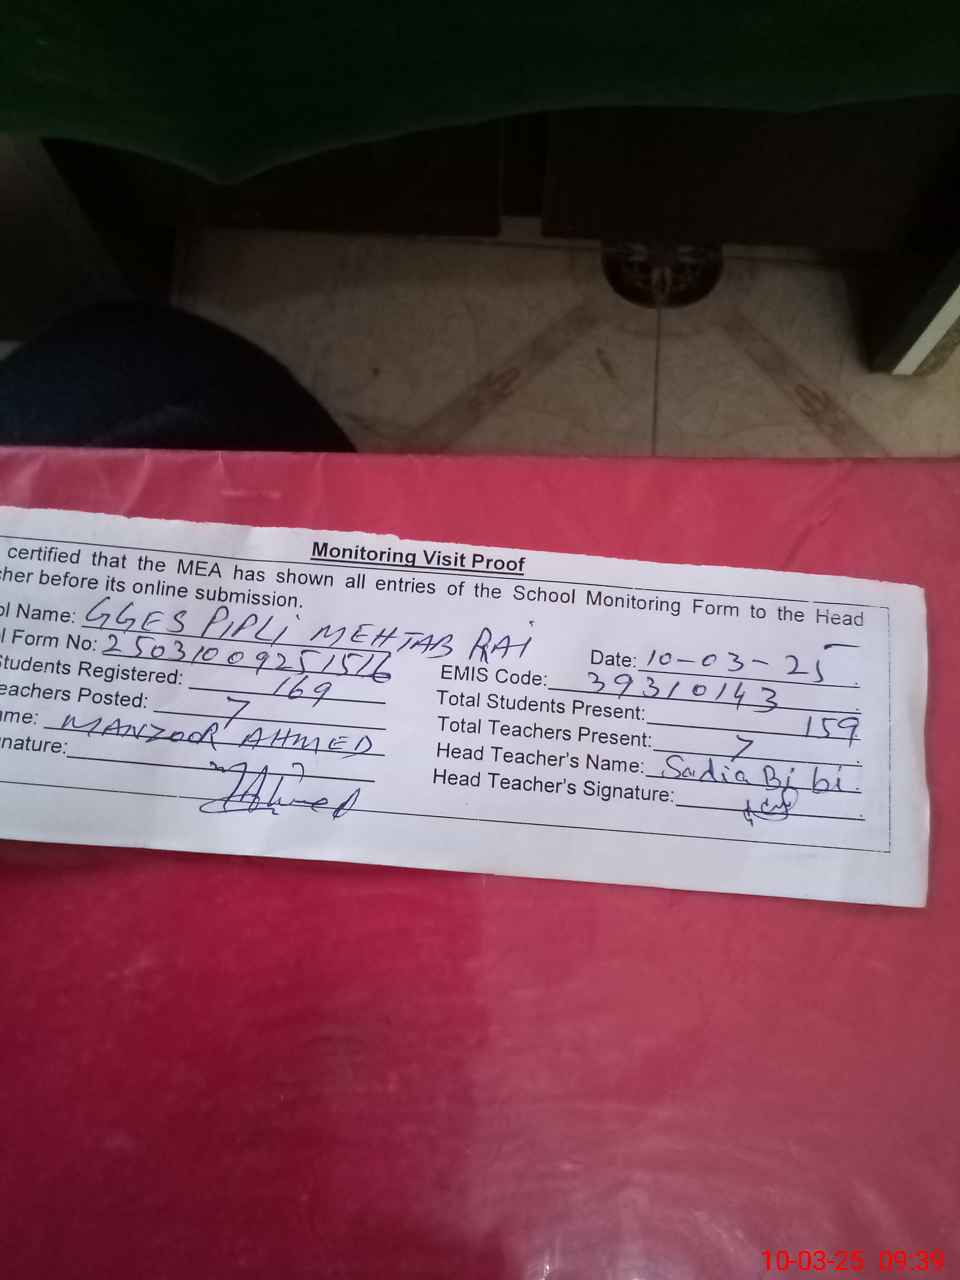 Monitoring Visit Proof
certified that the MEA has shown all entries of the School Monitoring Form to the Head
cher before its online submission.
ol Name: GGES PIPLI MEHTAB RAI
Date: 10-03-25
l Form No: 25031009251516
EMIS Code: 39310143
Students Registered: 169
Total Students Present: 159
eachers Posted: 7
Total Teachers Present: 7
ame: MANZOOR AHMED
Head Teacher's Name: Sadia Bi bi.
nature: Ahmed
Head Teacher's Signature:
10-03-25 09:39